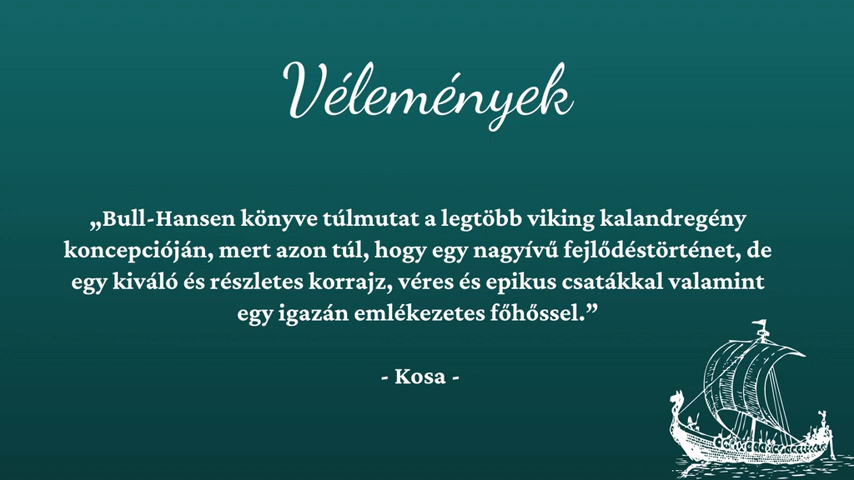 Vélemények
„Bull-Hansen könyve túlmutat a legtöbb viking kalandregény
koncepcióján, mert azon túl, hogy egy nagyívű fejlődéstörténet, de
egy kiváló és részletes korrajz, véres és epikus csatákkal valamint
egy igazán emlékezetes főhőssel.”
- Kosa -